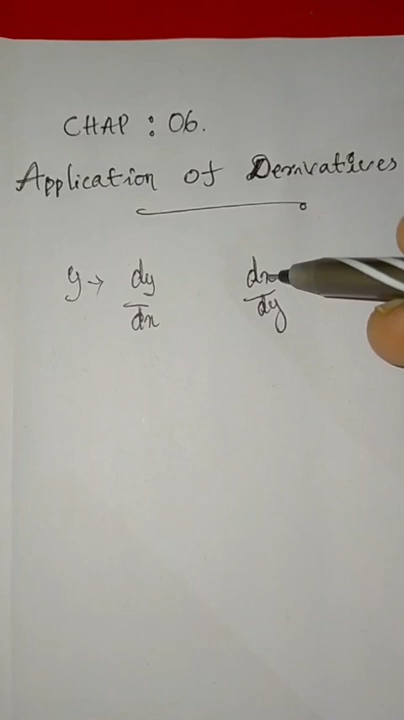 CHAP : 06.
Application of Derivatives
y → dy/dx dx/dy